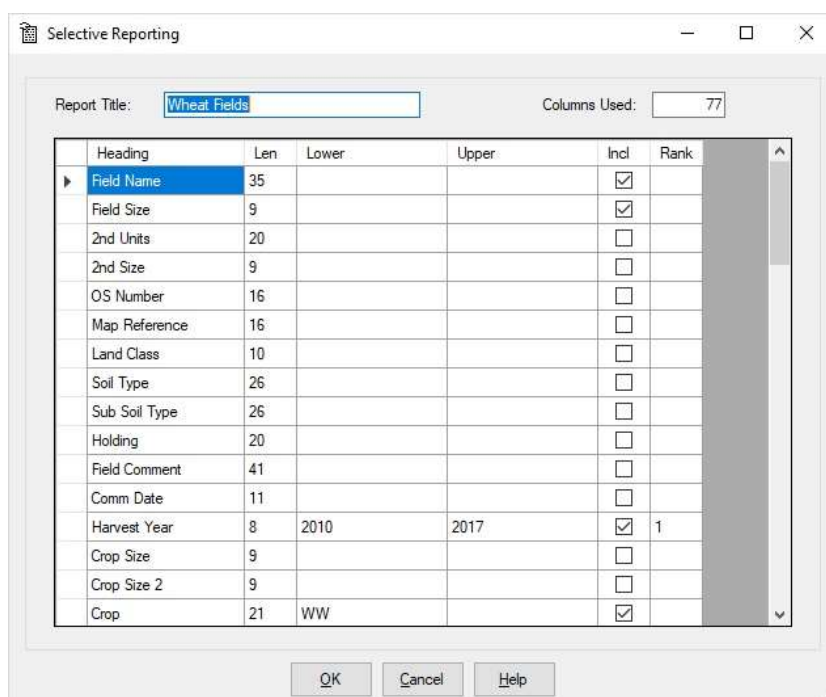 Selective Reporting
Report Title: Wheat Fields Columns Used: 77
Heading Len Lower Upper Incl Rank
Field Name 35
Field Size 9
2nd Units 20
2nd Size 9
OS Number 16
Map Reference 16
Land Class 10
Soil Type 26
Sub Soil Type 26
Holding 20
Field Comment 41
Comm Date 11
Harvest Year 8 2010 2017 1
Crop Size 9
Crop Size 2 9
Crop 21 WW
OK Cancel Help